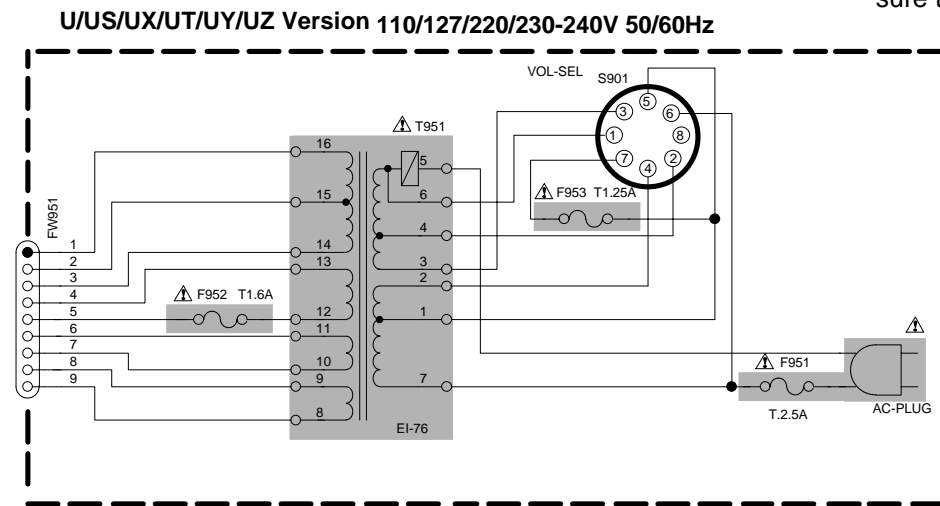 sure t
U/US/UX/UT/UY/UZ Version 110/127/220/230-240V 50/60Hz
VOL-SEL S901
5
3 6
1 8
7 2
4
T951
16
5
15
6
F953 T1.25A
4
FW951
14
3
1
13
2
2
3
F952 T1.6A
4
12
1
5
11
6
10
F951
7
9
7
8
T.2.5A
AC-PLUG
9
8
EI-76